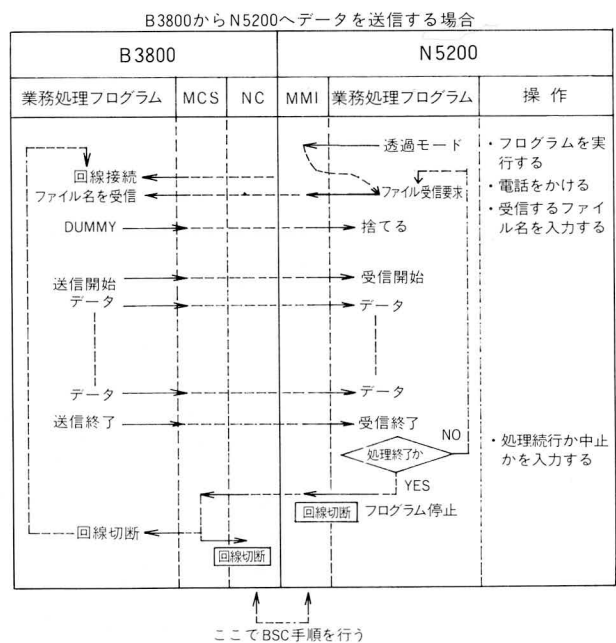 B3800からN5200へデータを送信する場合
B3800
N5200
業務処理プログラム
MCS
NC
MMI
業務処理プログラム
操作
透過モード
・フログラムを実
行する
回線接続
ファイル名を受信
ファイル受信要求
・電話をかける
・受信するファイ
ル名を入力する
DUMMY
捨てる
送信開始
受信開始
データ
データ
データ
データ
送信終了
受信終了
NO
処理終了か
・処理続行か中止
かを入力する
YES
回線切断
プログラム停止
回線切断
回線切断
ここでBSC手順を行う